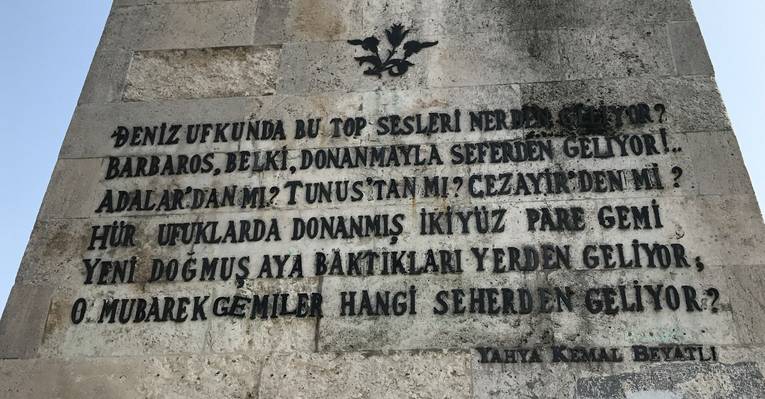 DENİZ UFKUNDA BU TOP SESLERİ NERDEN GELİYOR?
BARBAROS, BELKİ, DONANMAYLA SEFERDEN GELİYOR!..
ADALAR'DAN MI? TUNUS'TAN MI? CEZAYİR'DEN Mİ?
HÜR UFUKLARDA DONANMIŞ İKİYÜZ PARE GEMİ
YENİ DOĞMUŞ AYA BAKTIKLARI YERDEN GELİYOR;
O MUBAREK GEMİLER HANGİ SEHERDEN GELİYOR?
YAHYA KEMAL BEYATLI